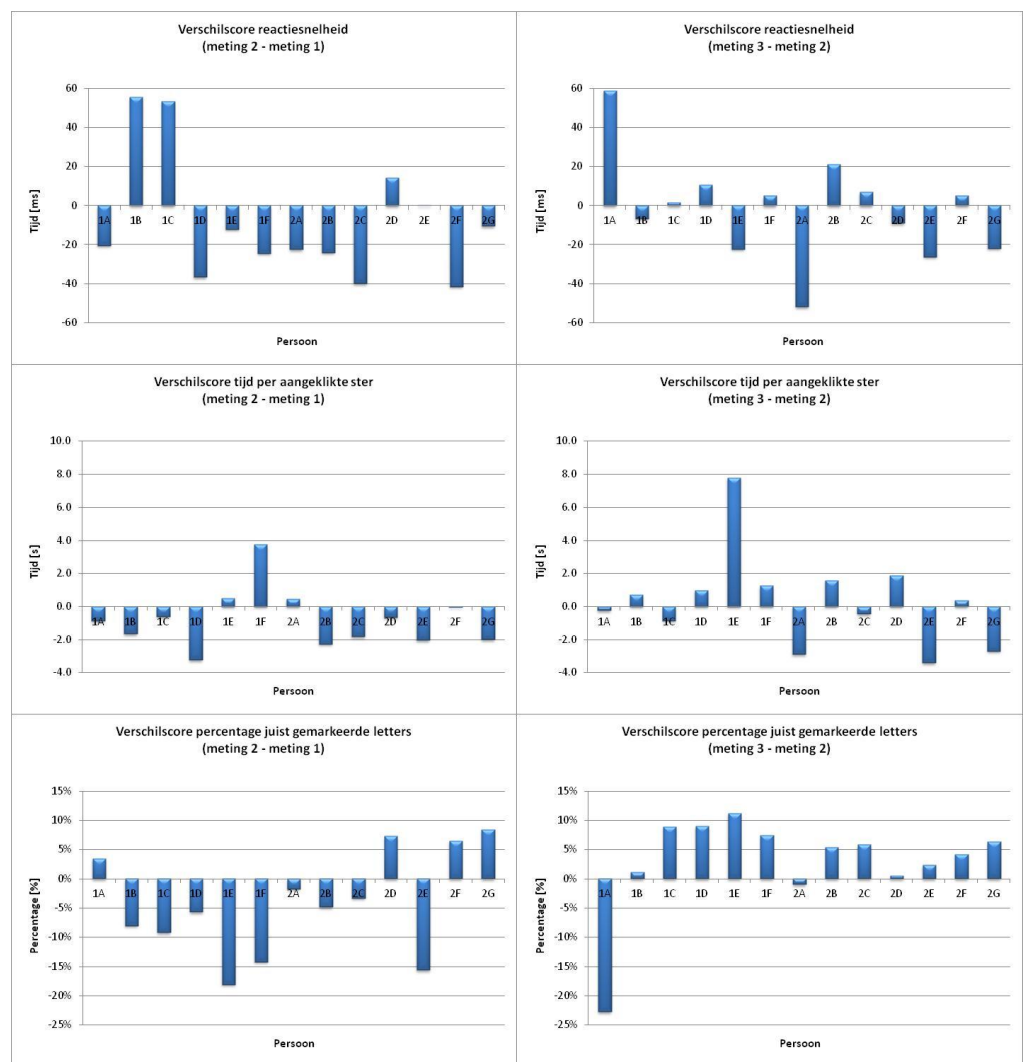 Verschilscore reactiesnelheid
(meting 2 - meting 1)
60
40
20
0
-20
-40
-60
Tijd [ms]
1A 1B 1C 1D 1E 1F 2A 2B 2C 2D 2E 2F 2G
Persoon
Verschilscore reactiesnelheid
(meting 3 - meting 2)
60
40
20
0
-20
-40
-60
Tijd [ms]
1A 1B 1C 1D 1E 1F 2A 2B 2C 2D 2E 2F 2G
Persoon
Verschilscore tijd per aangeklikte ster
(meting 2 - meting 1)
10.0
8.0
6.0
4.0
2.0
0.0
-2.0
-4.0
Tijd [s]
1A 1B 1C 1D 1E 1F 2A 2B 2C 2D 2E 2F 2G
Persoon
Verschilscore tijd per aangeklikte ster
(meting 3 - meting 2)
10.0
8.0
6.0
4.0
2.0
0.0
-2.0
-4.0
Tijd [s]
1A 1B 1C 1D 1E 1F 2A 2B 2C 2D 2E 2F 2G
Persoon
Verschilscore percentage juist gemarkeerde letters
(meting 2 - meting 1)
15%
10%
5%
0%
-5%
-10%
-15%
-20%
-25%
Percentage [%]
1A 1B 1C 1D 1E 1F 2A 2B 2C 2D 2E 2F 2G
Persoon
Verschilscore percentage juist gemarkeerde letters
(meting 3 - meting 2)
15%
10%
5%
0%
-5%
-10%
-15%
-20%
-25%
Percentage [%]
1A 1B 1C 1D 1E 1F 2A 2B 2C 2D 2E 2F 2G
Persoon